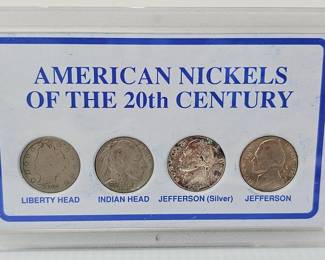 AMERICAN NICKELS
OF THE 20th CENTURY
LIBERTY HEAD
INDIAN HEAD
JEFFERSON (Silver)
JEFFERSON